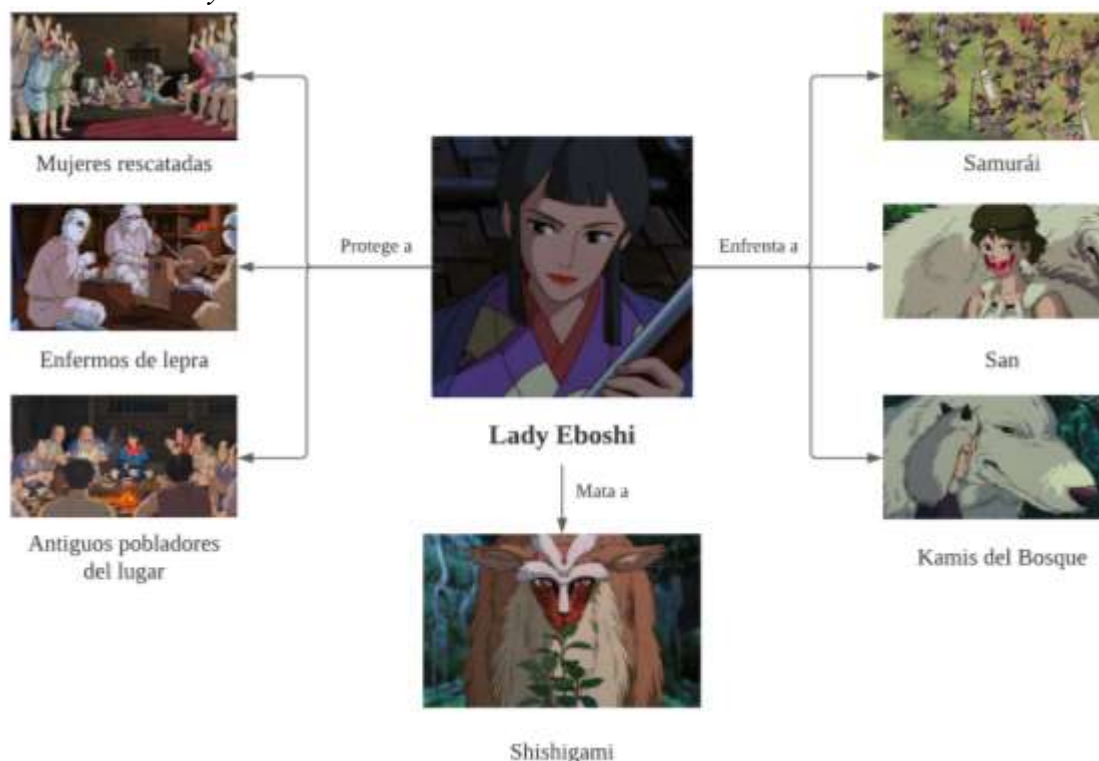 Mujeres rescatadas
Samurái
Protege a
Enfrenta a
Enfermos de lepra
San
Lady Eboshi
Mata a
Antiguos pobladores
del lugar
Kamis del Bosque
Shishigami